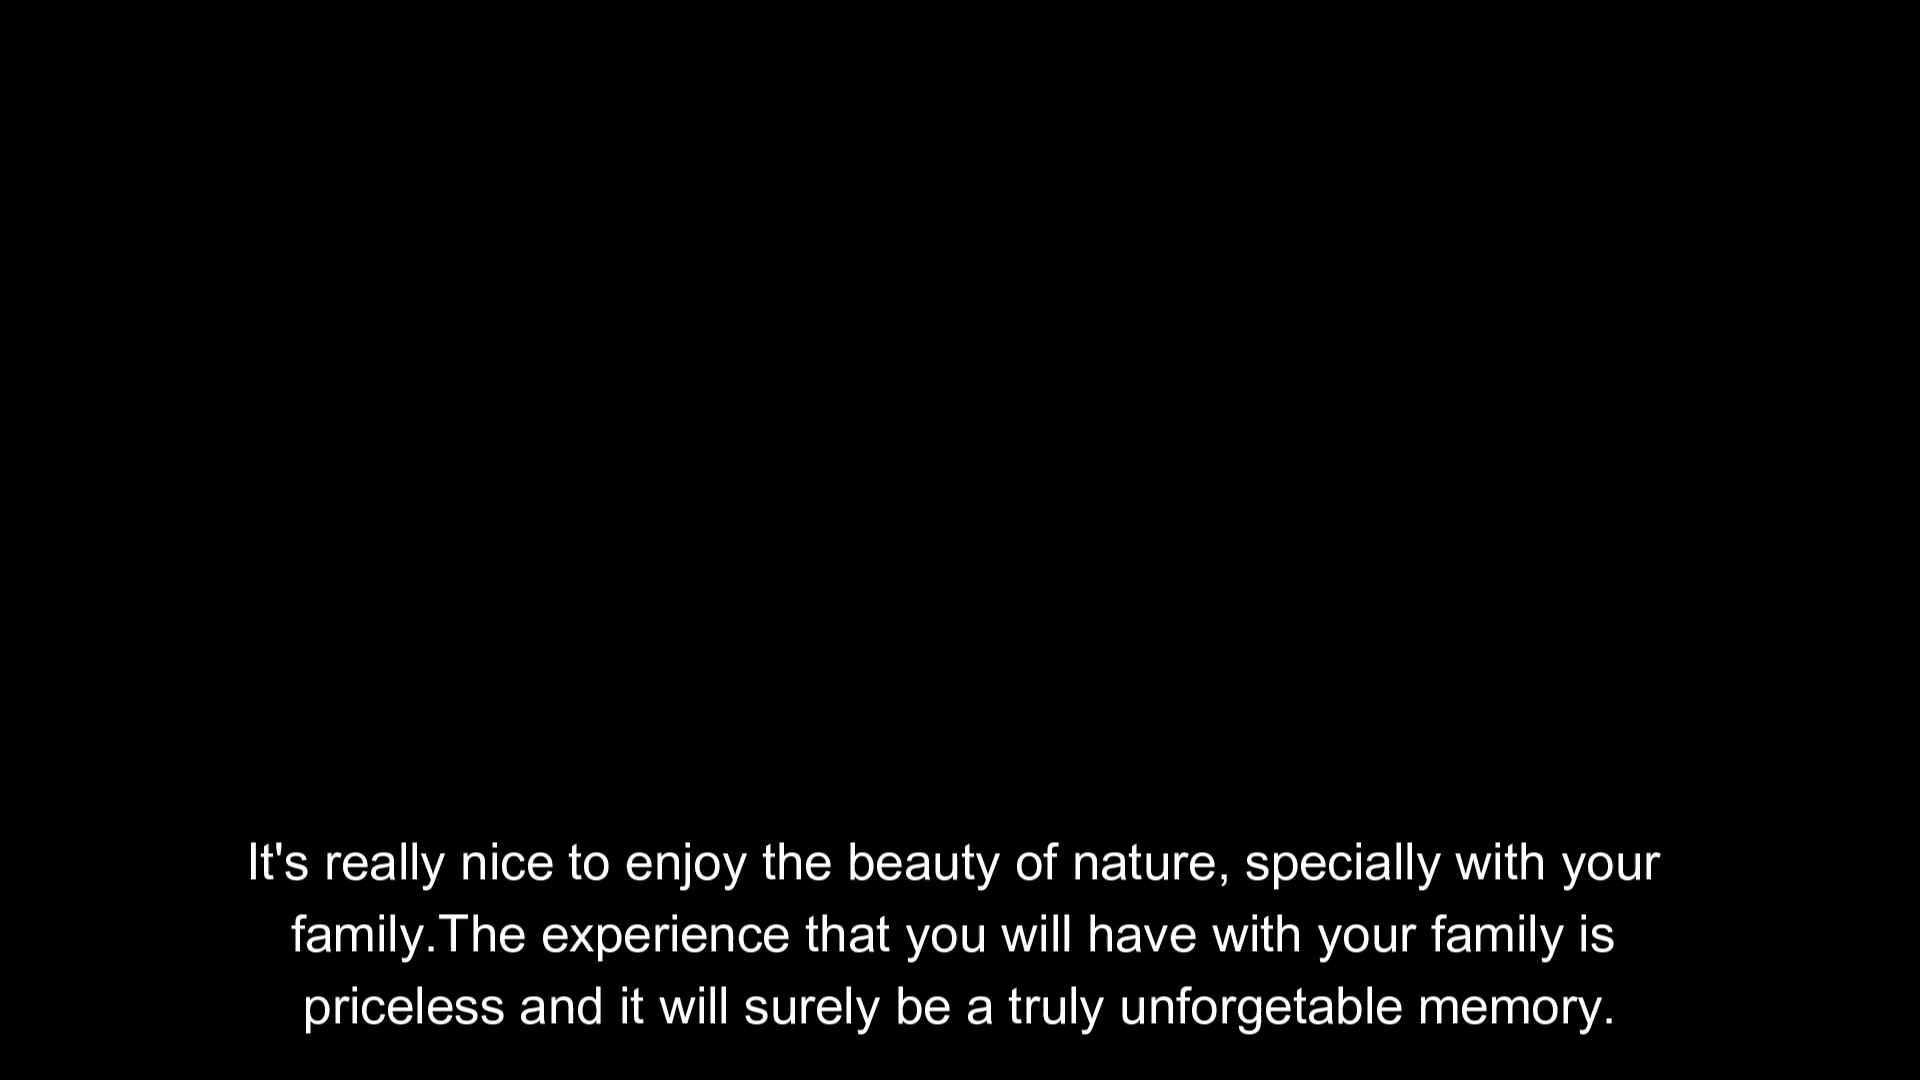 It's really nice to enjoy the beauty of nature, specially with your
family.The experience that you will have with your family is
priceless and it will surely be a truly unforgetable memory.